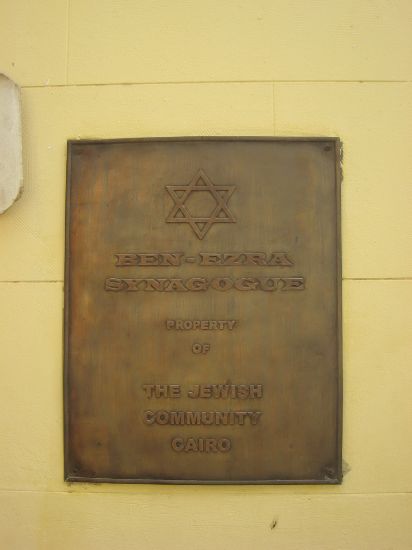 BEN-EZRA
SYNAGOGUE
PROPERTY
OF
THE JEWISH
COMMUNITY
CAIRO